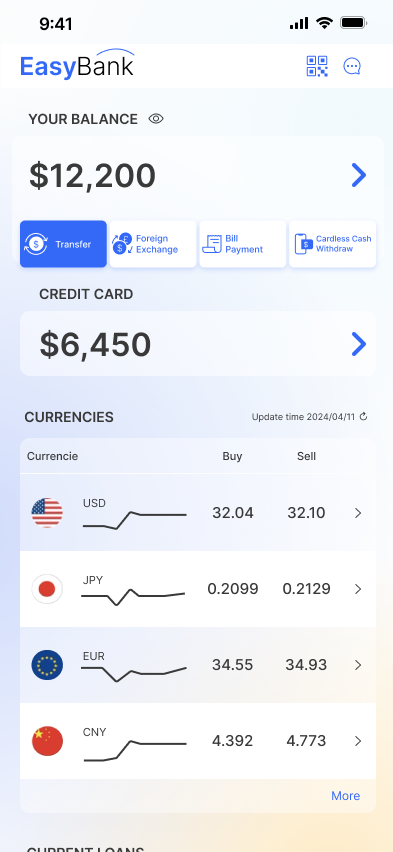 9:41
EasyBank
YOUR BALANCE
$12,200
Transfer
Foreign
Exchange
Bill
Payment
Cardless Cash
Withdraw
CREDIT CARD
$6,450
CURRENCIES
Update time 2024/04/11
Currencie Buy Sell
USD 32.04 32.10
JPY 0.2099 0.2129
EUR 34.55 34.93
CNY 4.392 4.773
More
CURRENT LOANS